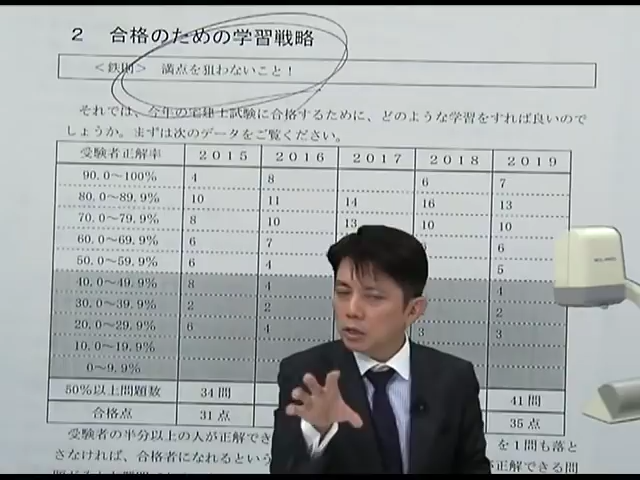 2 合格のための学習戦略
＜鉄則＞ 満点を狙わないこと！
それでは、今年の宅建士試験に合格するために、どのような学習をすれば良いので
しょうか。まずは次のデータをご覧ください。
受験者正解率 2015 2016 2017 2018 2019
90.0～100% 4 8 6 7
80.0～89.9% 10 11 14 16 13
70.0～79.9% 8 10 13 10 10
60.0～69.9% 6 7 6
50.0～59.9% 6 4 5
40.0～49.9% 8 4 4
30.0～39.9% 2 2 2
20.0～29.9% 6 4 3 3
10.0～19.9%
0～9.9%
50%以上問題数 34問 41問
合格点 31点 35点
受験者の半分以上の人が正解でき を1問も落と
さなければ、合格者になれるという が正解できる問